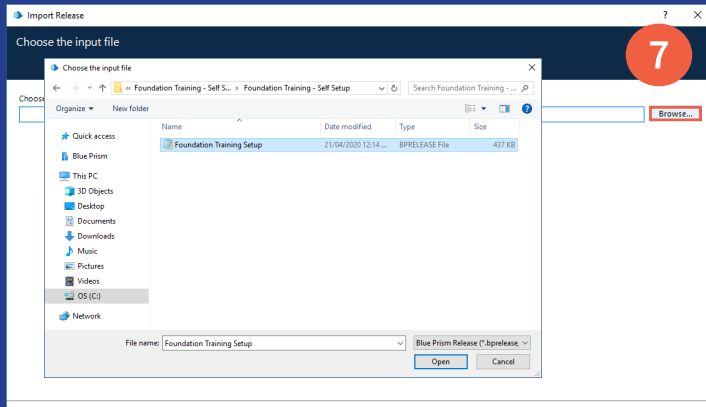 Import Release
? ×
Choose the input file
7
Choose
Browse...
Choose the input file
×
« Foundation Training - Self S... › Foundation Training - Self Setup
Search Foundation Training - ...
Organize
New folder
?
Name
Date modified
Type
Size
Quick access
Foundation Training Setup
21/04/2020 12:14 ...
BPRELEASE File
437 KB
Blue Prism
This PC
3D Objects
Desktop
Documents
Downloads
Music
Pictures
Videos
OS (C:)
Network
File name:
Foundation Training Setup
Blue Prism Release (*.bprelease,
Open
Cancel